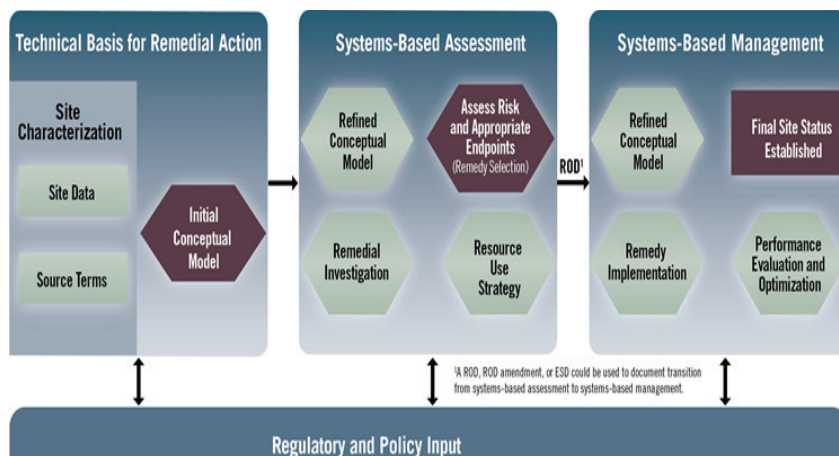 Technical Basis for Remedial Action
Site
Characterization
Site Data
Source Terms
Initial
Conceptual
Model
Systems-Based Assessment
Refined
Conceptual
Model
Assess Risk
and Appropriate
Endpoints
(Remedy Selection)
Remedial
Investigation
Resource
Use
Strategy
ROD¹
Systems-Based Management
Refined
Conceptual
Model
Final Site Status
Established
Remedy
Implementation
Performance
Evaluation and
Optimization
¹A ROD, ROD amendment, or ESD could be used to document transition
from systems-based assessment to systems-based management.
Regulatory and Policy Input